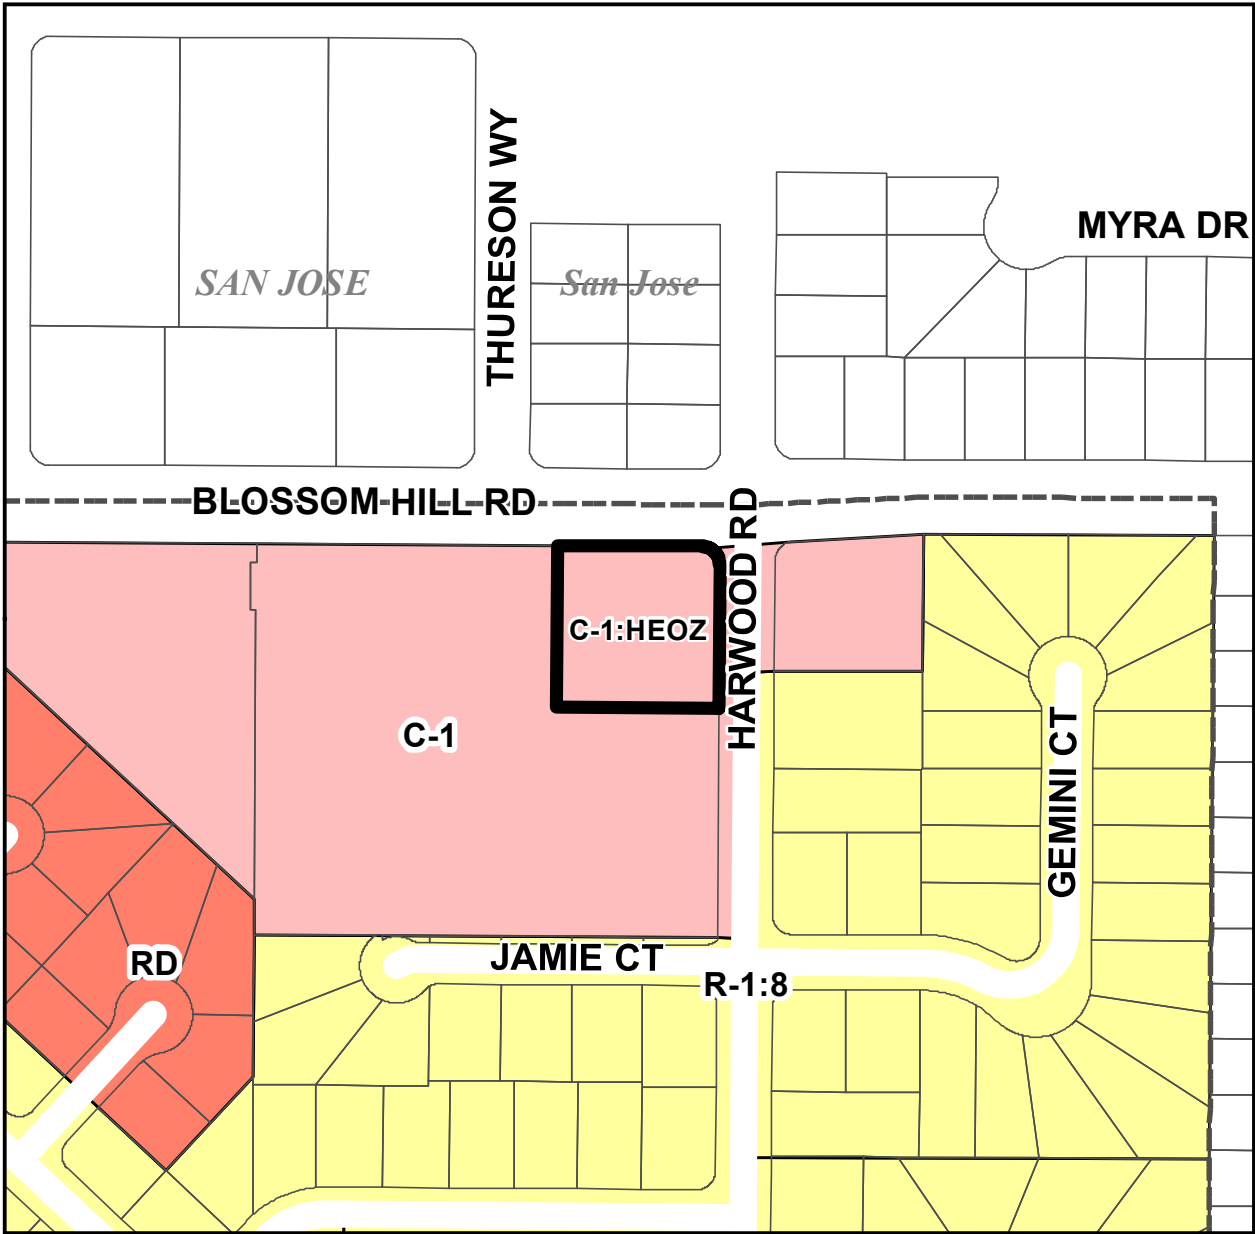 THURESON WY
MYRA DR
SAN JOSE
San Jose
BLOSSOM HILL RD
HARWOOD RD
C-1:HEOZ
C-1
GEMINI CT
RD
JAMIE CT
R-1:8